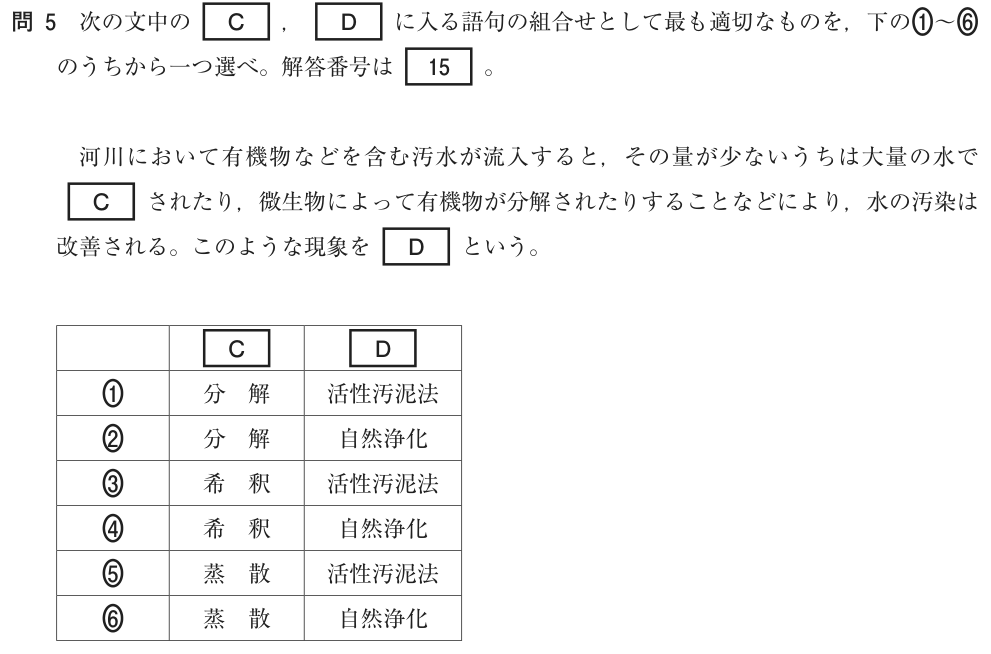 問 5 次の文中の C , D に入る語句の組合せとして最も適切なものを，下の①～⑥
のうちから一つ選べ。解答番号は 15 。
河川において有機物などを含む汚水が流入すると，その量が少ないうちは大量の水で
C されたり，微生物によって有機物が分解されたりすることなどにより，水の汚染は
改善される。このような現象を D という。
C D
① 分 解 活性汚泥法
② 分 解 自然浄化
③ 希 釈 活性汚泥法
④ 希 釈 自然浄化
⑤ 蒸 散 活性汚泥法
⑥ 蒸 散 自然浄化